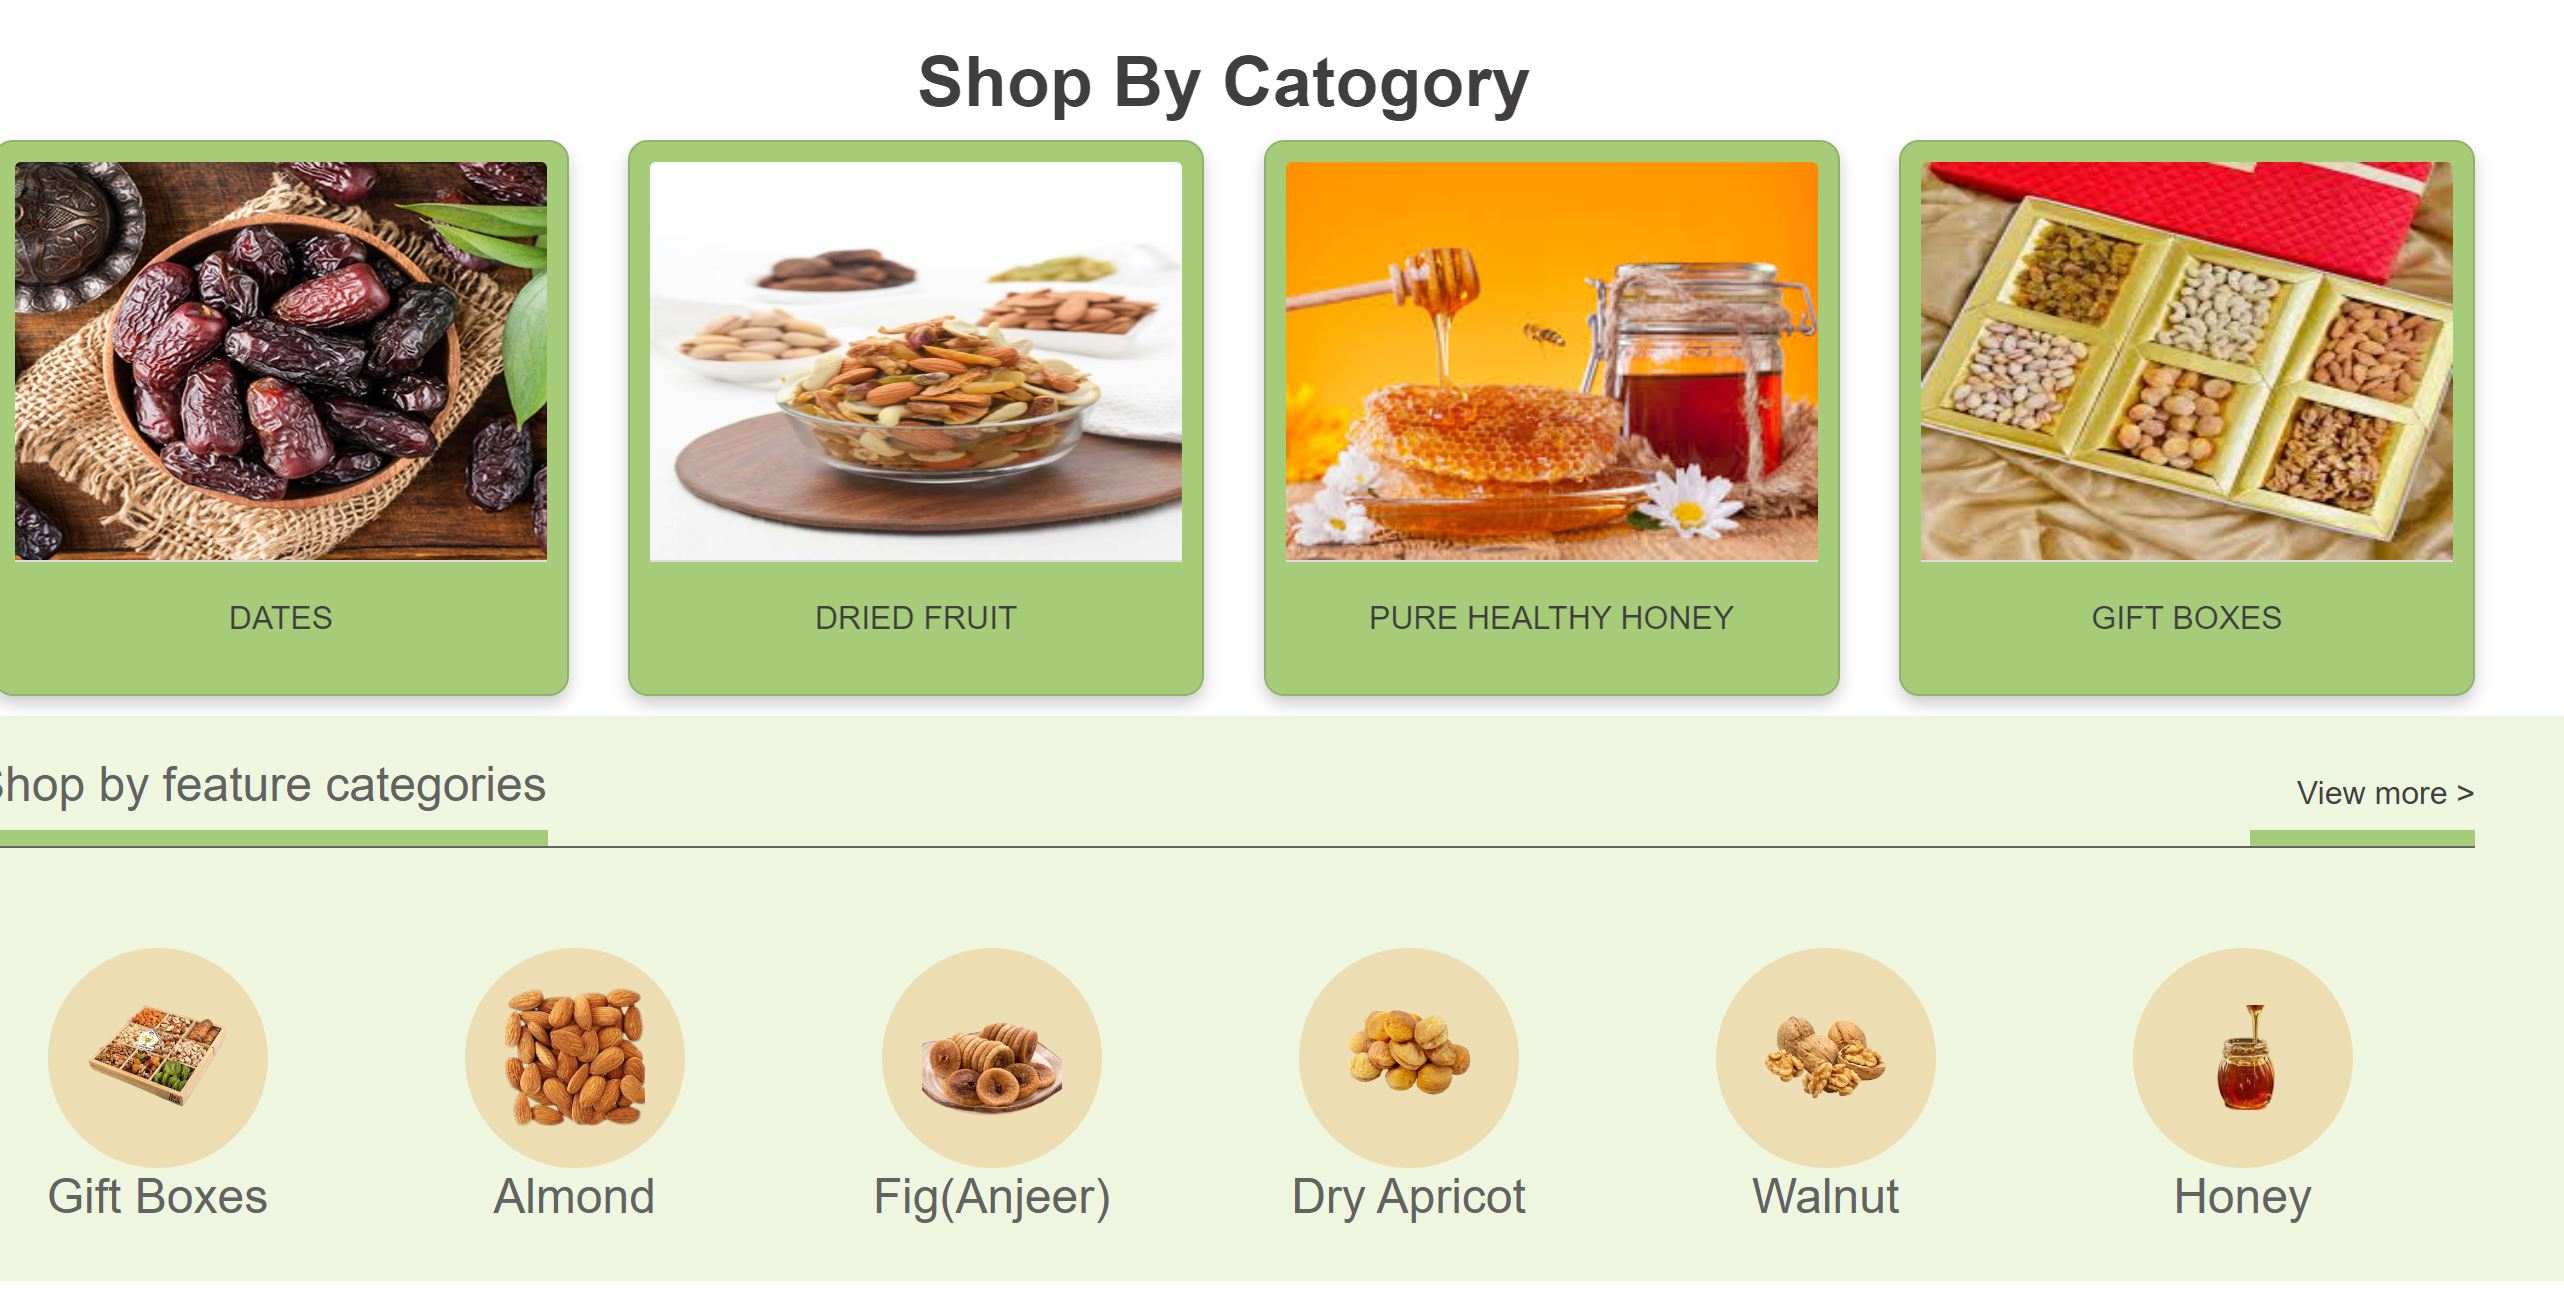 Shop By Catogory
DATES
DRIED FRUIT
PURE HEALTHY HONEY
GIFT BOXES
Shop by feature categories
View more >
Gift Boxes
Almond
Fig(Anjeer)
Dry Apricot
Walnut
Honey